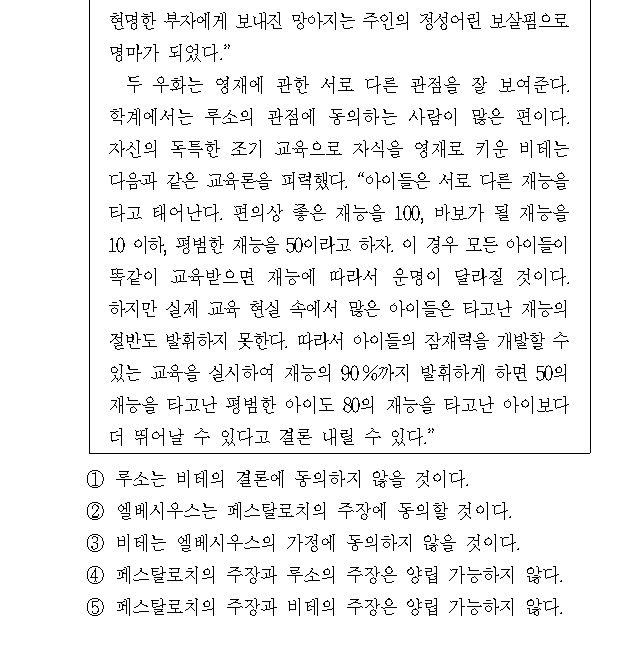 현명한 부자에게 보내진 망아지는 주인의 정성어린 보살핌으로
명마가 되었다.”
두 우화는 영재에 관한 서로 다른 관점을 잘 보여준다.
학계에서는 루소의 관점에 동의하는 사람이 많은 편이다.
자신의 독특한 조기 교육으로 자식을 영재로 키운 비테는
다음과 같은 교육론을 피력했다. “아이들은 서로 다른 재능을
타고 태어난다. 편의상 좋은 재능을 100, 바보가 될 재능을
10 이하, 평범한 재능을 50이라고 하자. 이 경우 모든 아이들이
똑같이 교육받으면 재능에 따라서 운명이 달라질 것이다.
하지만 실제 교육 현실 속에서 많은 아이들은 타고난 재능의
절반도 발휘하지 못한다. 따라서 아이들의 잠재력을 개발할 수
있는 교육을 실시하여 재능의 90%까지 발휘하게 하면 50의
재능을 타고난 평범한 아이도 80의 재능을 타고난 아이보다
더 뛰어날 수 있다고 결론 내릴 수 있다.”
① 루소는 비테의 결론에 동의하지 않을 것이다.
② 엘베시우스는 페스탈로치의 주장에 동의할 것이다.
③ 비테는 엘베시우스의 가정에 동의하지 않을 것이다.
④ 페스탈로치의 주장과 루소의 주장은 양립 가능하지 않다.
⑤ 페스탈로치의 주장과 비테의 주장은 양립 가능하지 않다.